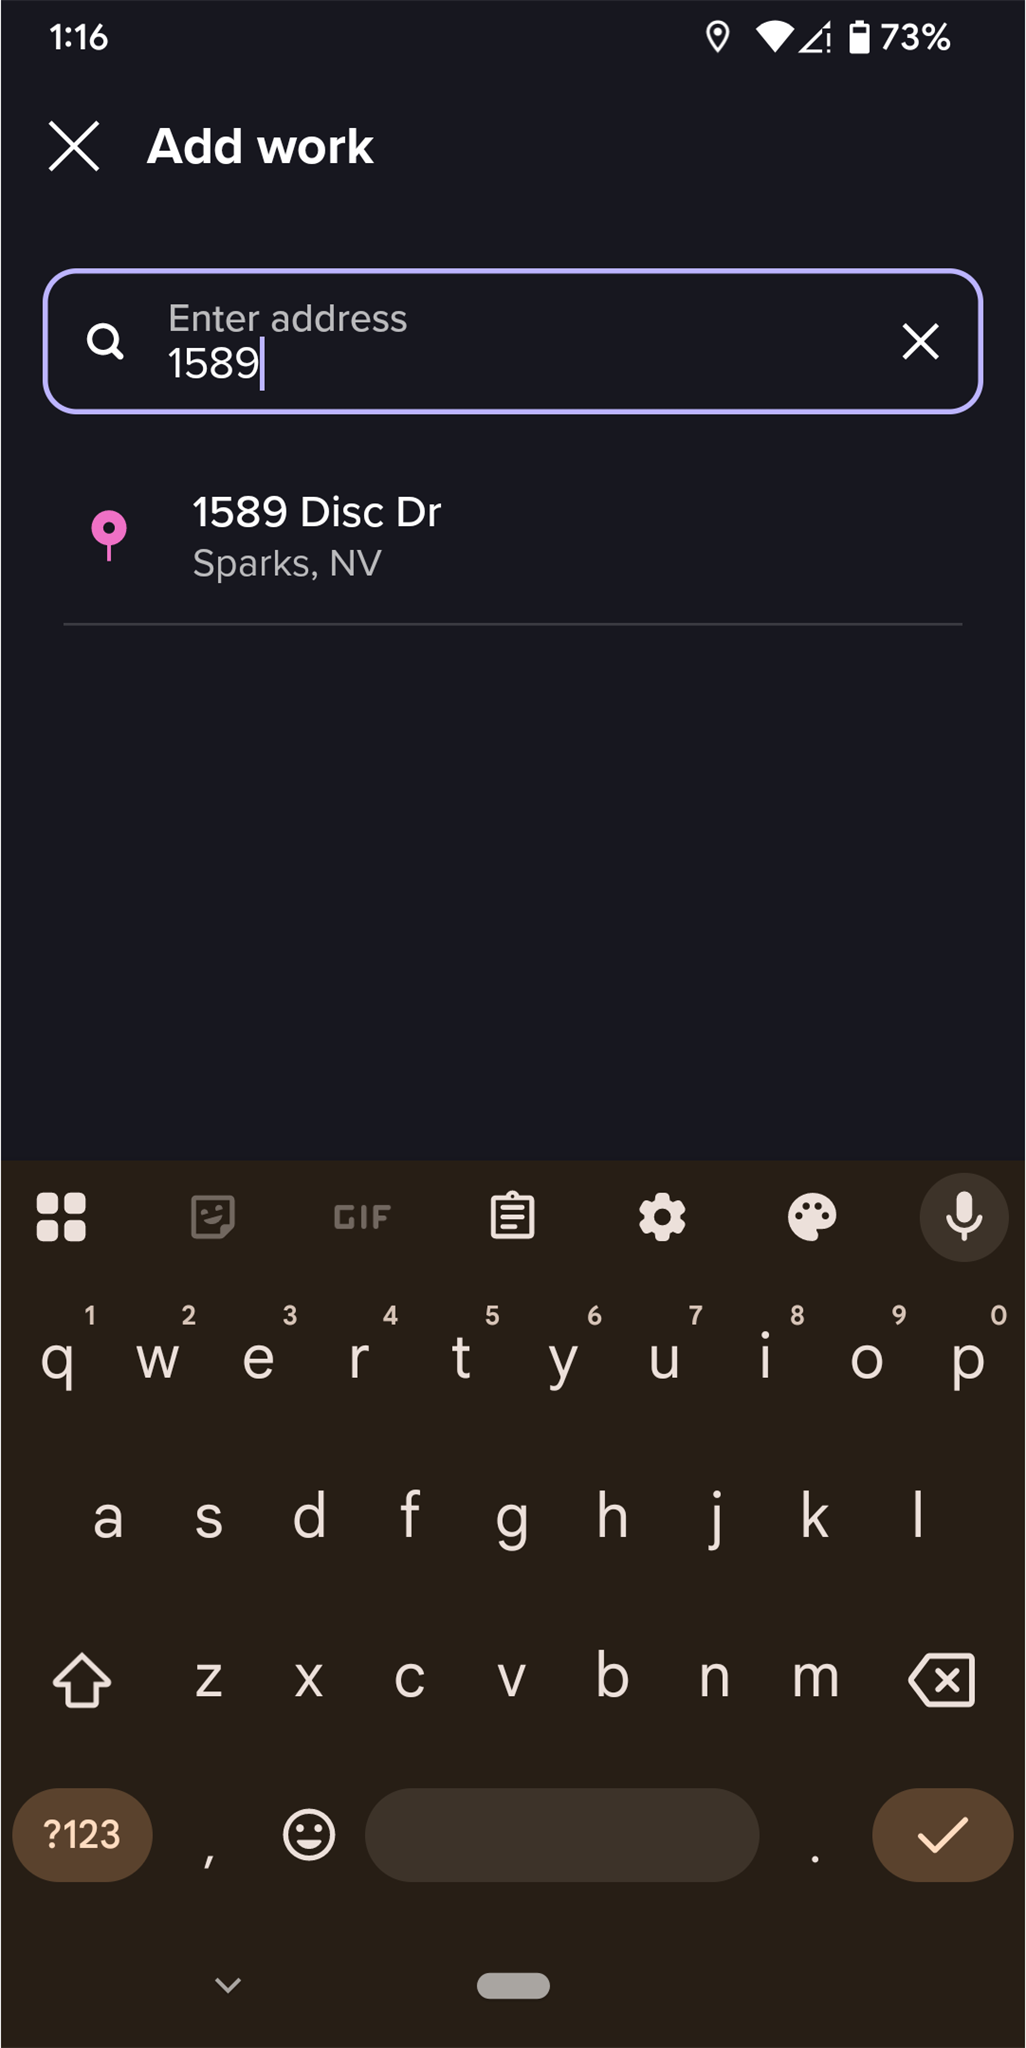 1:16 73%
Add work
Enter address
1589
1589 Disc Dr
Sparks, NV
GIF
1 2 3 4 5 6 7 8 9 0
q w e r t y u i o p
a s d f g h j k l
z x c v b n m
?123 , .